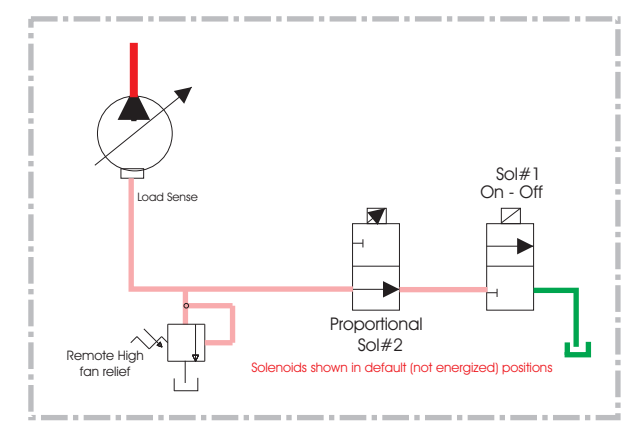 Load Sense
Sol#1
On - Off
Proportional
Sol#2
Remote High
fan relief
Solenoids shown in default (not energized) positions